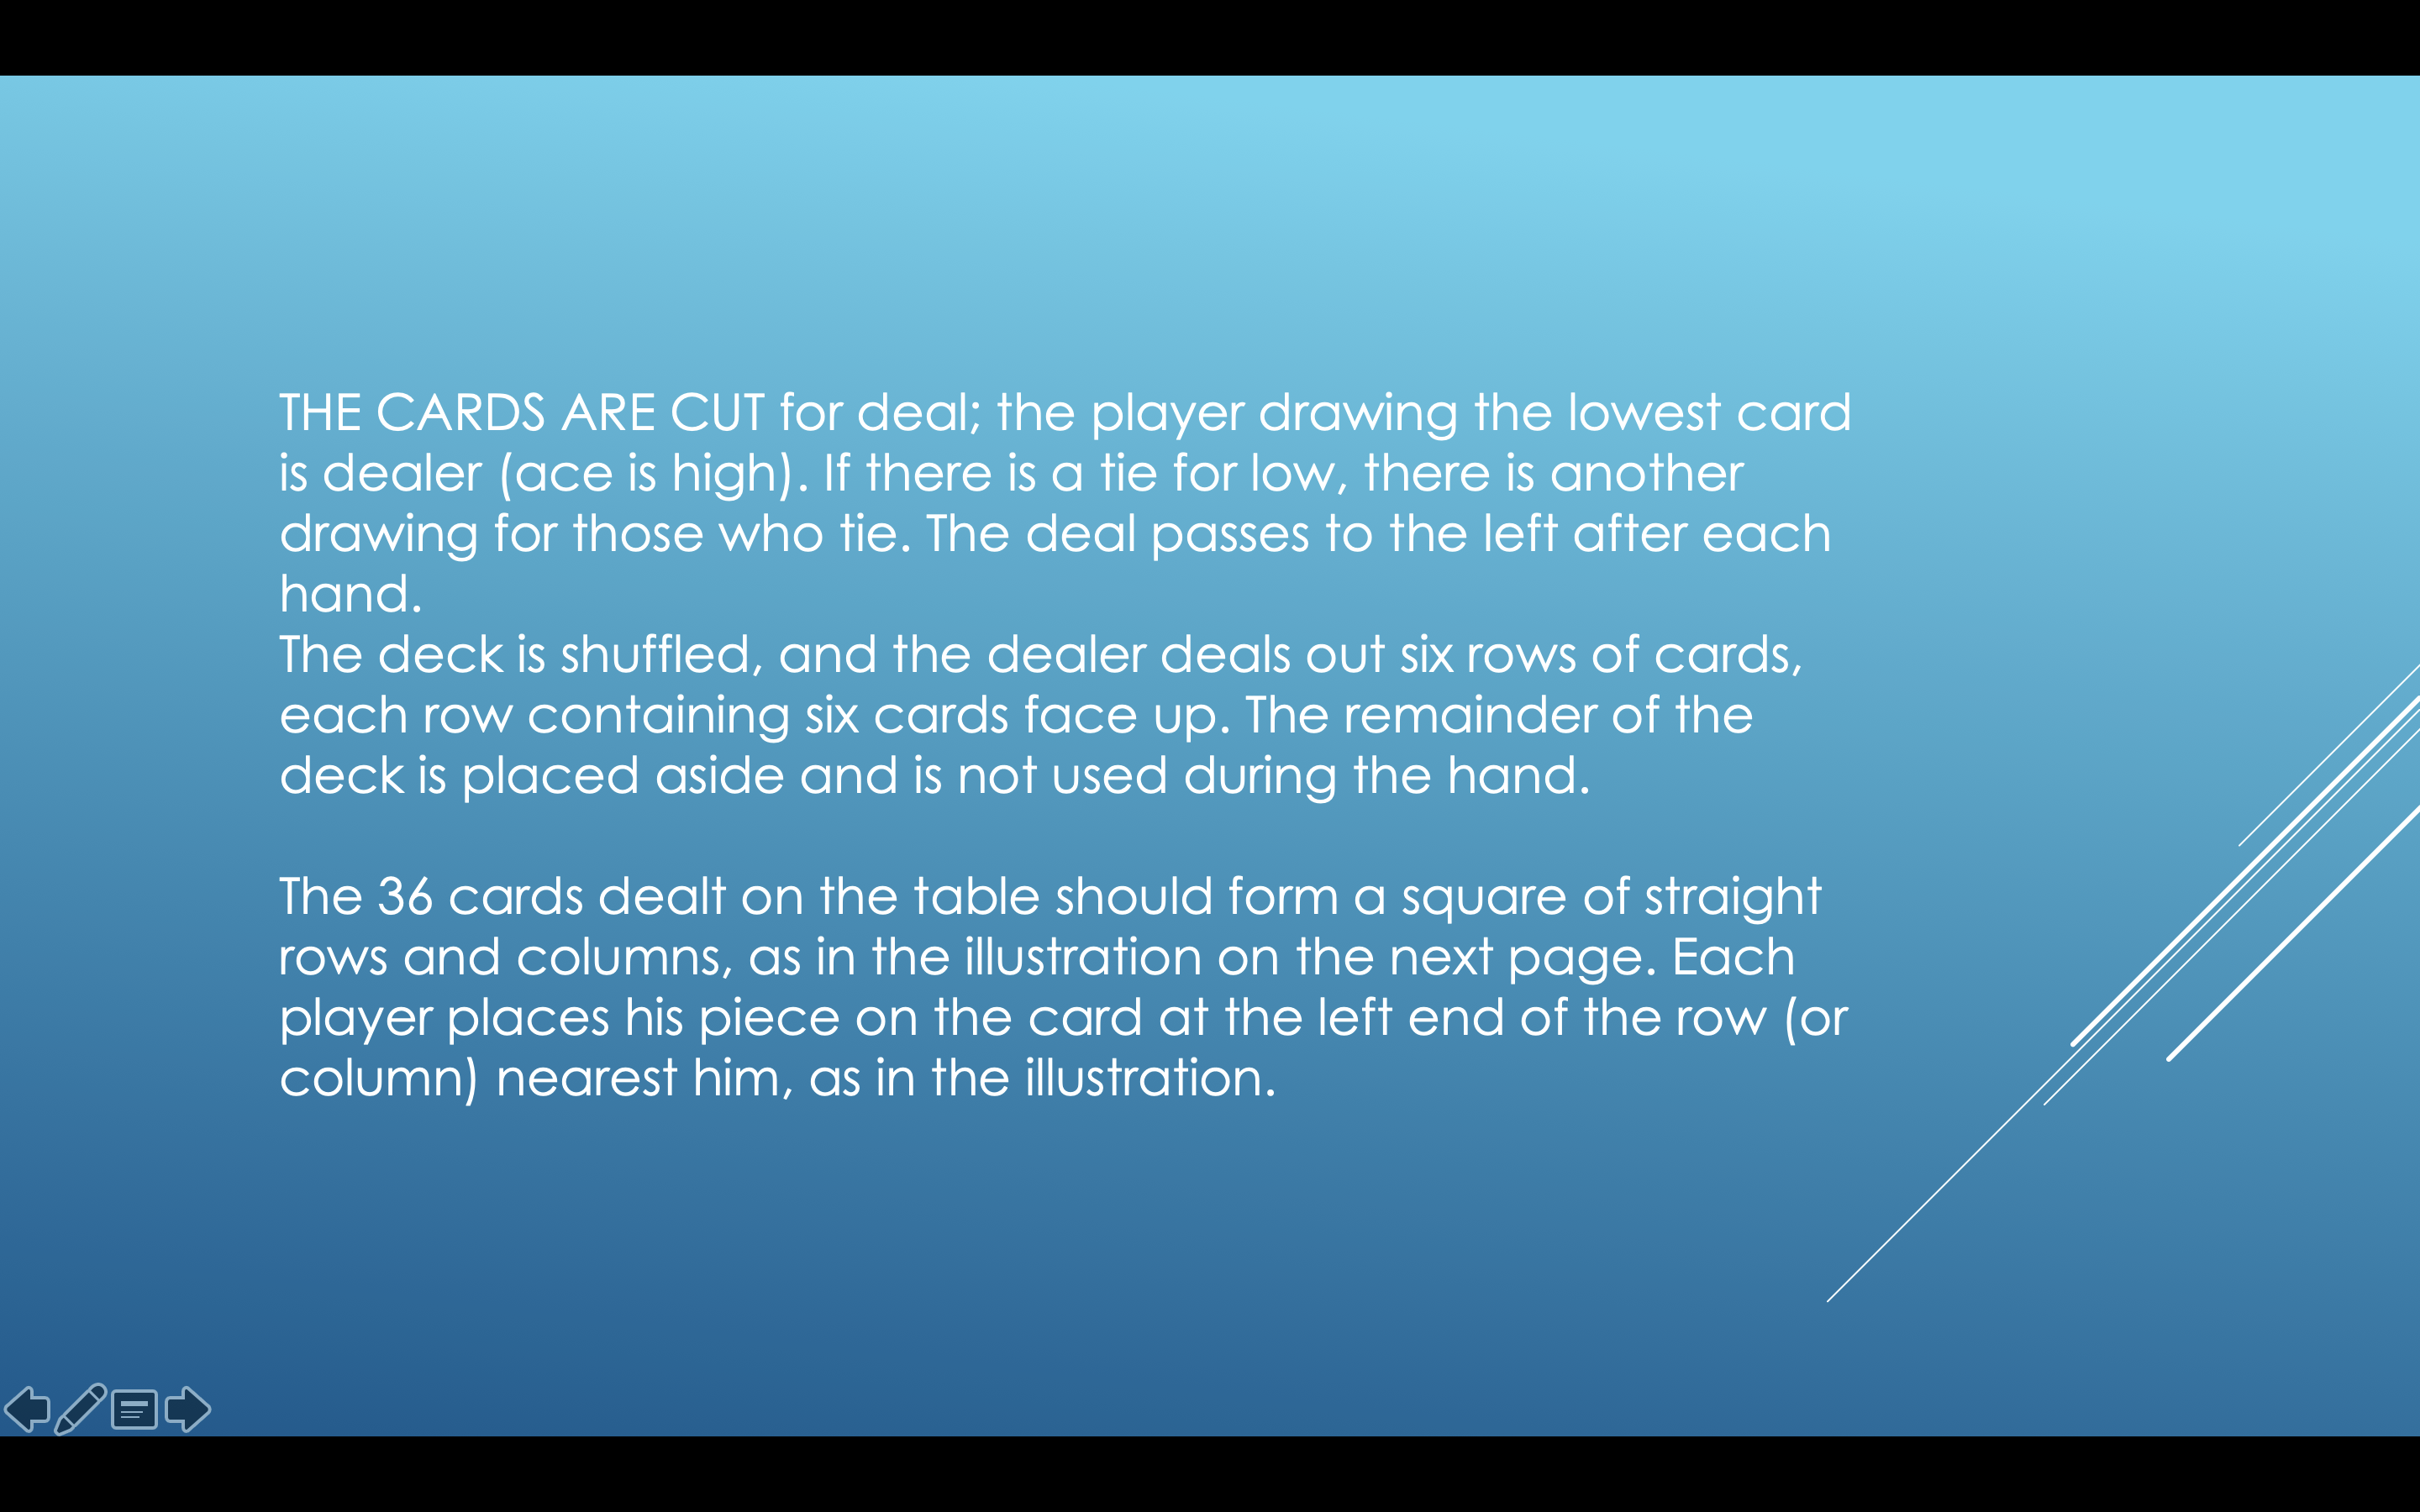 THE CARDS ARE CUT for deal; the player drawing the lowest card
is dealer (ace is high). If there is a tie for low, there is another
drawing for those who tie. The deal passes to the left after each
hand.
The deck is shuffled, and the dealer deals out six rows of cards,
each row containing six cards face up. The remainder of the
deck is placed aside and is not used during the hand.
The 36 cards dealt on the table should form a square of straight
rows and columns, as in the illustration on the next page. Each
player places his piece on the card at the left end of the row (or
column) nearest him, as in the illustration.